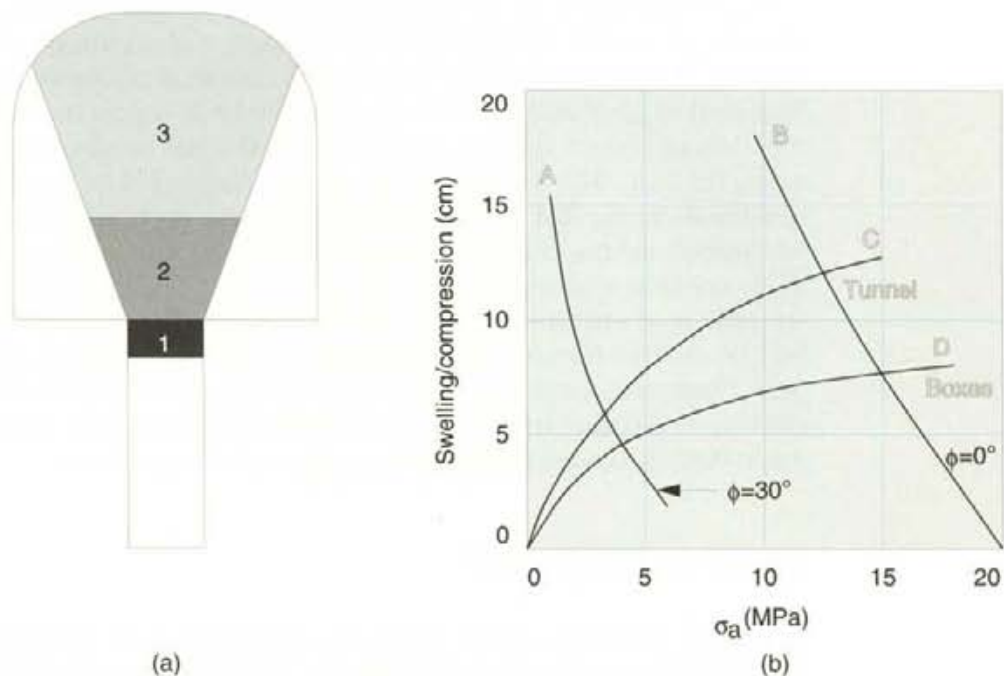 3
2
1
(a)
20
15
10
5
0
Swelling/compression (cm)
A
B
C
Tunnel
D
Boxes
ϕ=0°
ϕ=30°
0 5 10 15 20
σa (MPa)
(b)